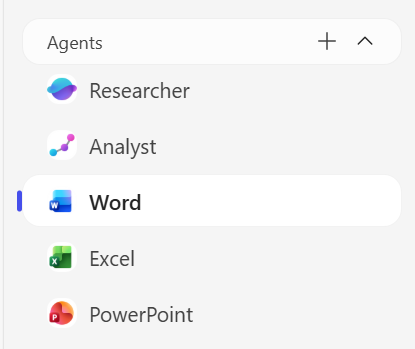 Agents
Researcher
Analyst
Word
Excel
PowerPoint